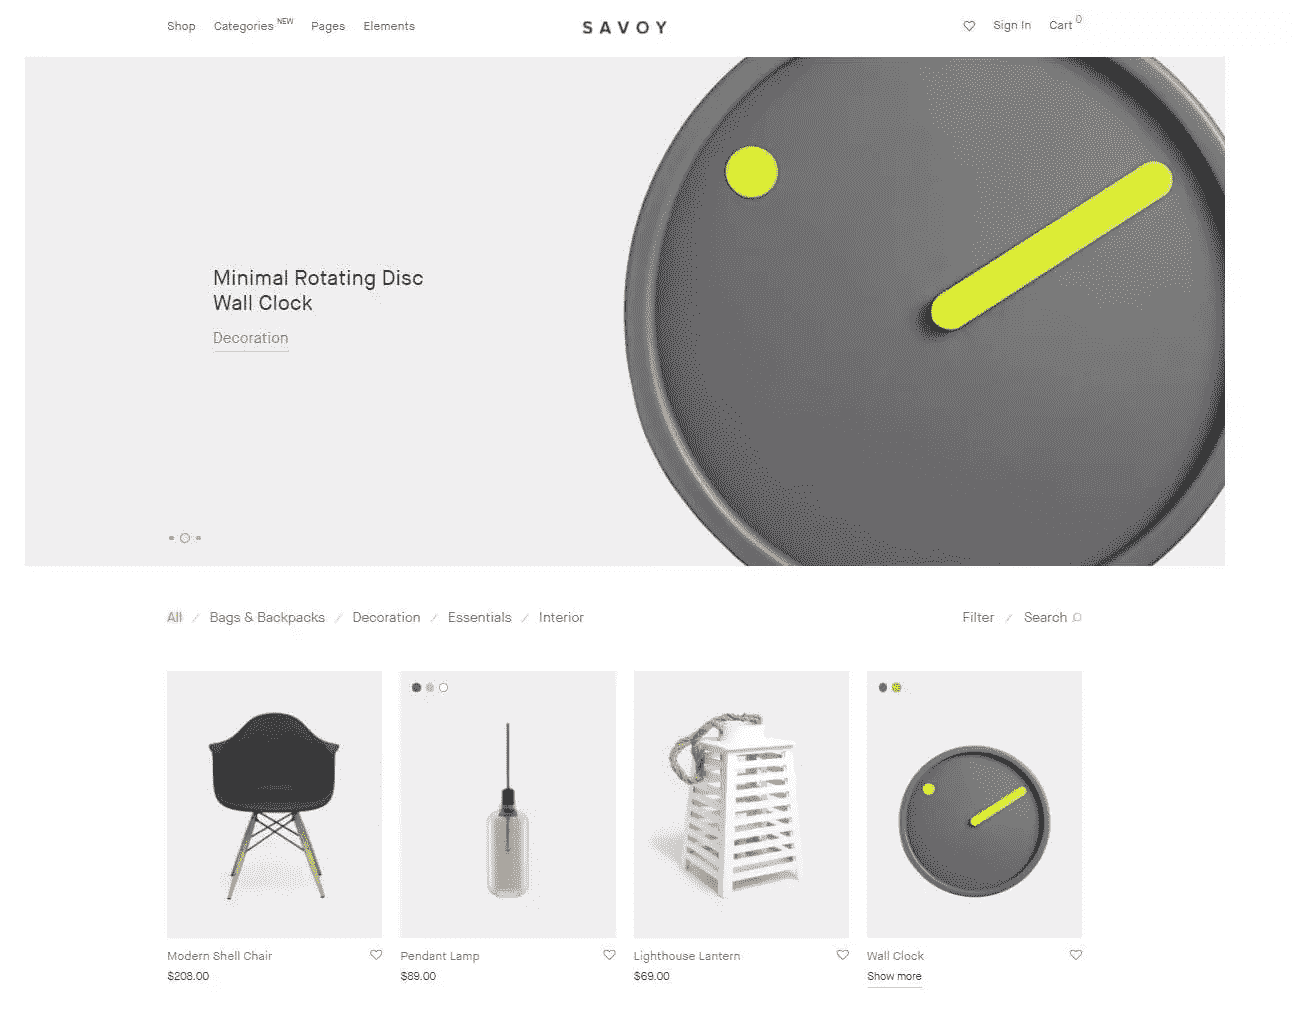 Shop Categories NEW Pages Elements
SAVOY
Sign In Cart 0
Minimal Rotating Disc
Wall Clock
Decoration
All / Bags & Backpacks / Decoration / Essentials / Interior
Filter / Search
Modern Shell Chair
$208.00
Pendant Lamp
$89.00
Lighthouse Lantern
$69.00
Wall Clock
Show more